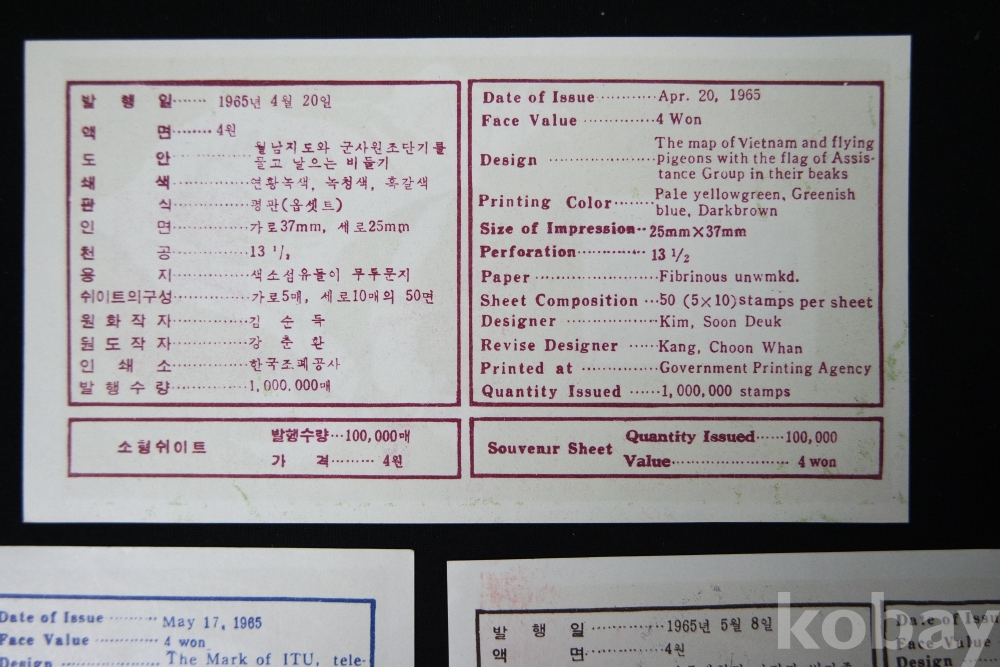 발 행 일······ 1965년 4월 20일
액 면········4원
도 안············월남지도와 군사원조단기를
물고 날으는 비둘기
쇄 색············연황녹색, 녹청색, 흑갈색
판 식············평판(옵셋트)
인 면············가로37mm, 세로25mm
천 공············13 ½
용 지············색소섬유들이 무투문지
쉬이트의구성············가로5매, 세로10매의 50면
원 화 작 자············김 순 득
원 도 작 자············강 춘 환
인 쇄 소············한국조폐공사
발 행 수 량············1,000,000매
소형쉬이트
발행수량···100,000매
가 격········· 4원
Date of Issue············Apr. 20, 1965
Face Value ············4 Won
Design ············The map of Vietnam and flying
pigeons with the flag of Assis-
tance Group in their beaks
Printing Color·······Pale yellowgreen, Greenish
blue, Darkbrown
Size of Impression··25mm×37mm
Perforation············ 13 ½
Paper ············Fibrinous unwmkd.
Sheet Composition ···50 (5×10)stamps per sheet
Designer ············Kim, Soon Deuk
Revise Designer ······Kang, Choon Whan
Printed at ············Government Printing Agency
Quantity Issued ······1,000,000 stamps
Souvenir Sheet
Quantity Issued······100,000
Value··················· 4 won
Date of Issue ········ May 17, 1965
Face Value ········ 4 won
Design ············ The Mark of ITU, tele-
발 행 일············1965년 5월 8일
액 면············4원
Date of Issu
Face Value
Design
kobay